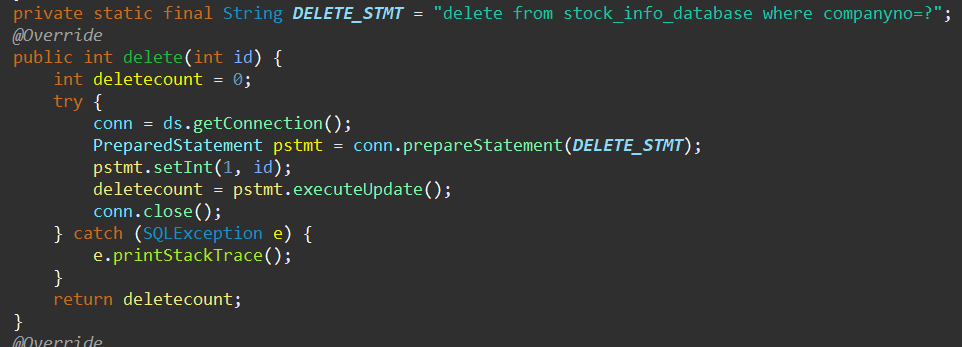 private static final String DELETE_STMT = "delete from stock_info_database where companyno=?";
@Override
public int delete(int id) {
    int deletecount = 0;
    try {
        conn = ds.getConnection();
        PreparedStatement pstmt = conn.prepareStatement(DELETE_STMT);
        pstmt.setInt(1, id);
        deletecount = pstmt.executeUpdate();
        conn.close();
    } catch (SQLException e) {
        e.printStackTrace();
    }
    return deletecount;
}
@Override